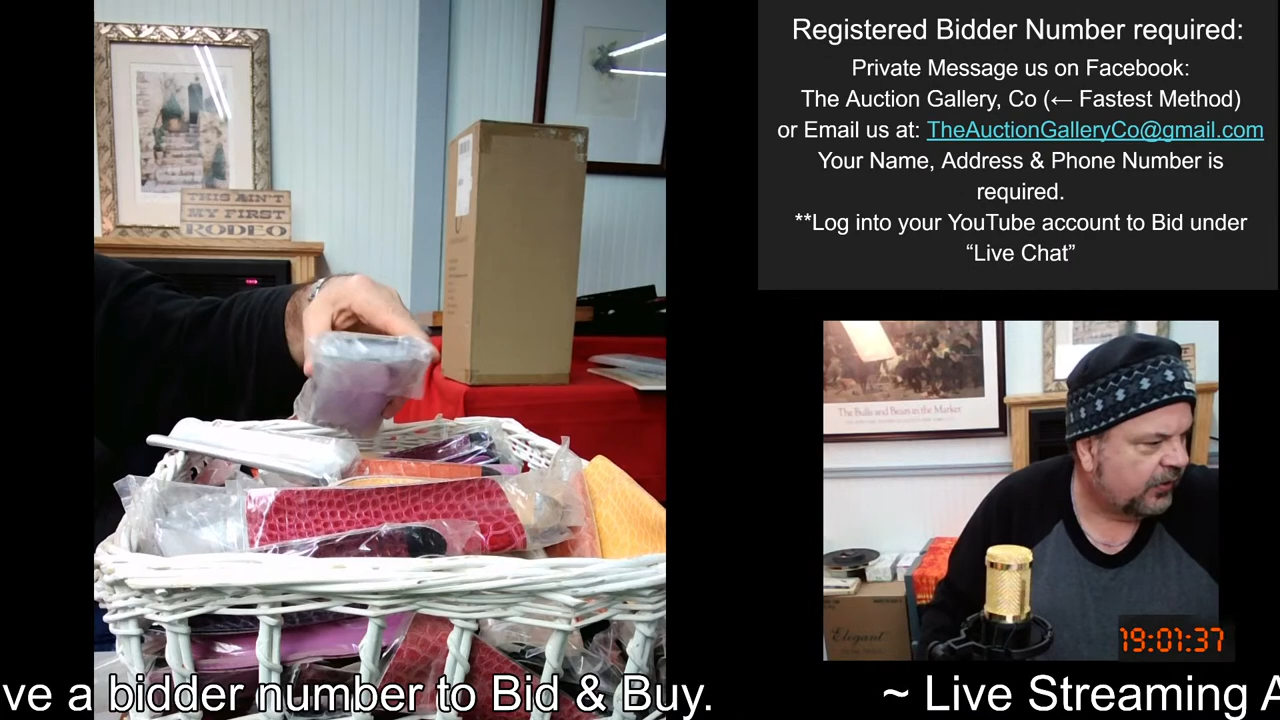 Registered Bidder Number required:
Private Message us on Facebook:
The Auction Gallery, Co (← Fastest Method)
or Email us at: TheAuctionGalleryCo@gmail.com
Your Name, Address & Phone Number is
required.
**Log into your YouTube account to Bid under
“Live Chat”
THIS AIN'T
MY FIRST
RODEO
The Bulls and Bears in the Market
Elegant
19:01:37
ve a bidder number to Bid & Buy.
~ Live Streaming A